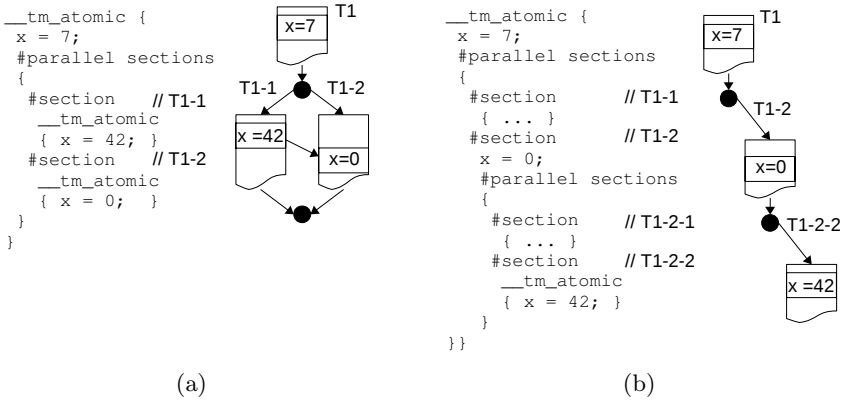 __tm_atomic {
x = 7;
#parallel sections
{
#section // T1-1
__tm_atomic
{ x = 42; }
#section // T1-2
__tm_atomic
{ x = 0; }
}
}
T1
x=7
T1-1 T1-2
x =42
x=0
(a)
__tm_atomic {
x = 7;
#parallel sections
{
#section // T1-1
{ ... }
#section // T1-2
x = 0;
#parallel sections
{
#section // T1-2-1
{ ... }
#section // T1-2-2
__tm_atomic
{ x = 42; }
}
}}
T1
x=7
T1-2
x=0
T1-2-2
x =42
(b)